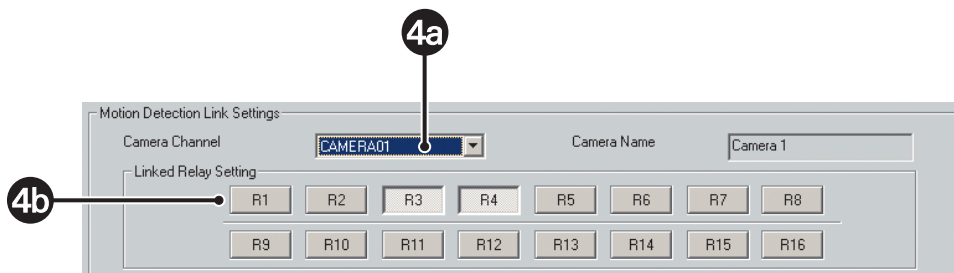 4a
Motion Detection Link Settings
Camera Channel CAMERA01 Camera Name Camera 1
Linked Relay Setting
4b R1 R2 R3 R4 R5 R6 R7 R8
R9 R10 R11 R12 R13 R14 R15 R16